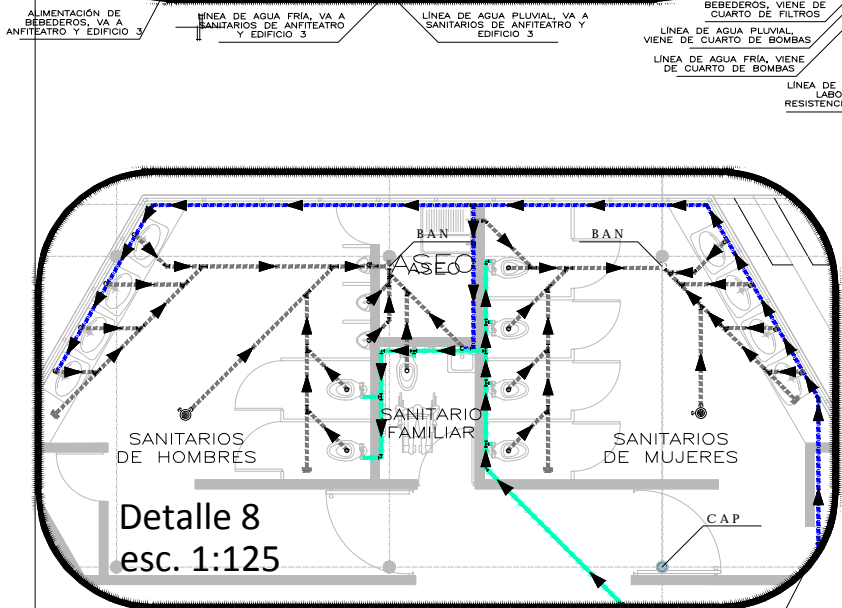 ALIMENTACIÓN DE
BEBEDEROS, VA A
ANFITEATRO Y EDIFICIO 3
LÍNEA DE AGUA FRÍA, VA A
SANITARIOS DE ANFITEATRO
Y EDIFICIO 3
LÍNEA DE AGUA PLUVIAL, VA A
SANITARIOS DE ANFITEATRO Y
EDIFICIO 3
BEBEDEROS, VIENE DE
CUARTO DE FILTROS
LÍNEA DE AGUA PLUVIAL,
VIENE DE CUARTO DE BOMBAS
LÍNEA DE AGUA FRÍA, VIENE
DE CUARTO DE BOMBAS
LÍNEA DE
LABO
RESISTENCI
BAN
BAN
ASEO
ASEO
SANITARIO
FAMILIAR
SANITARIOS
DE HOMBRES
SANITARIOS
DE MUJERES
CAP
Detalle 8
esc. 1:125